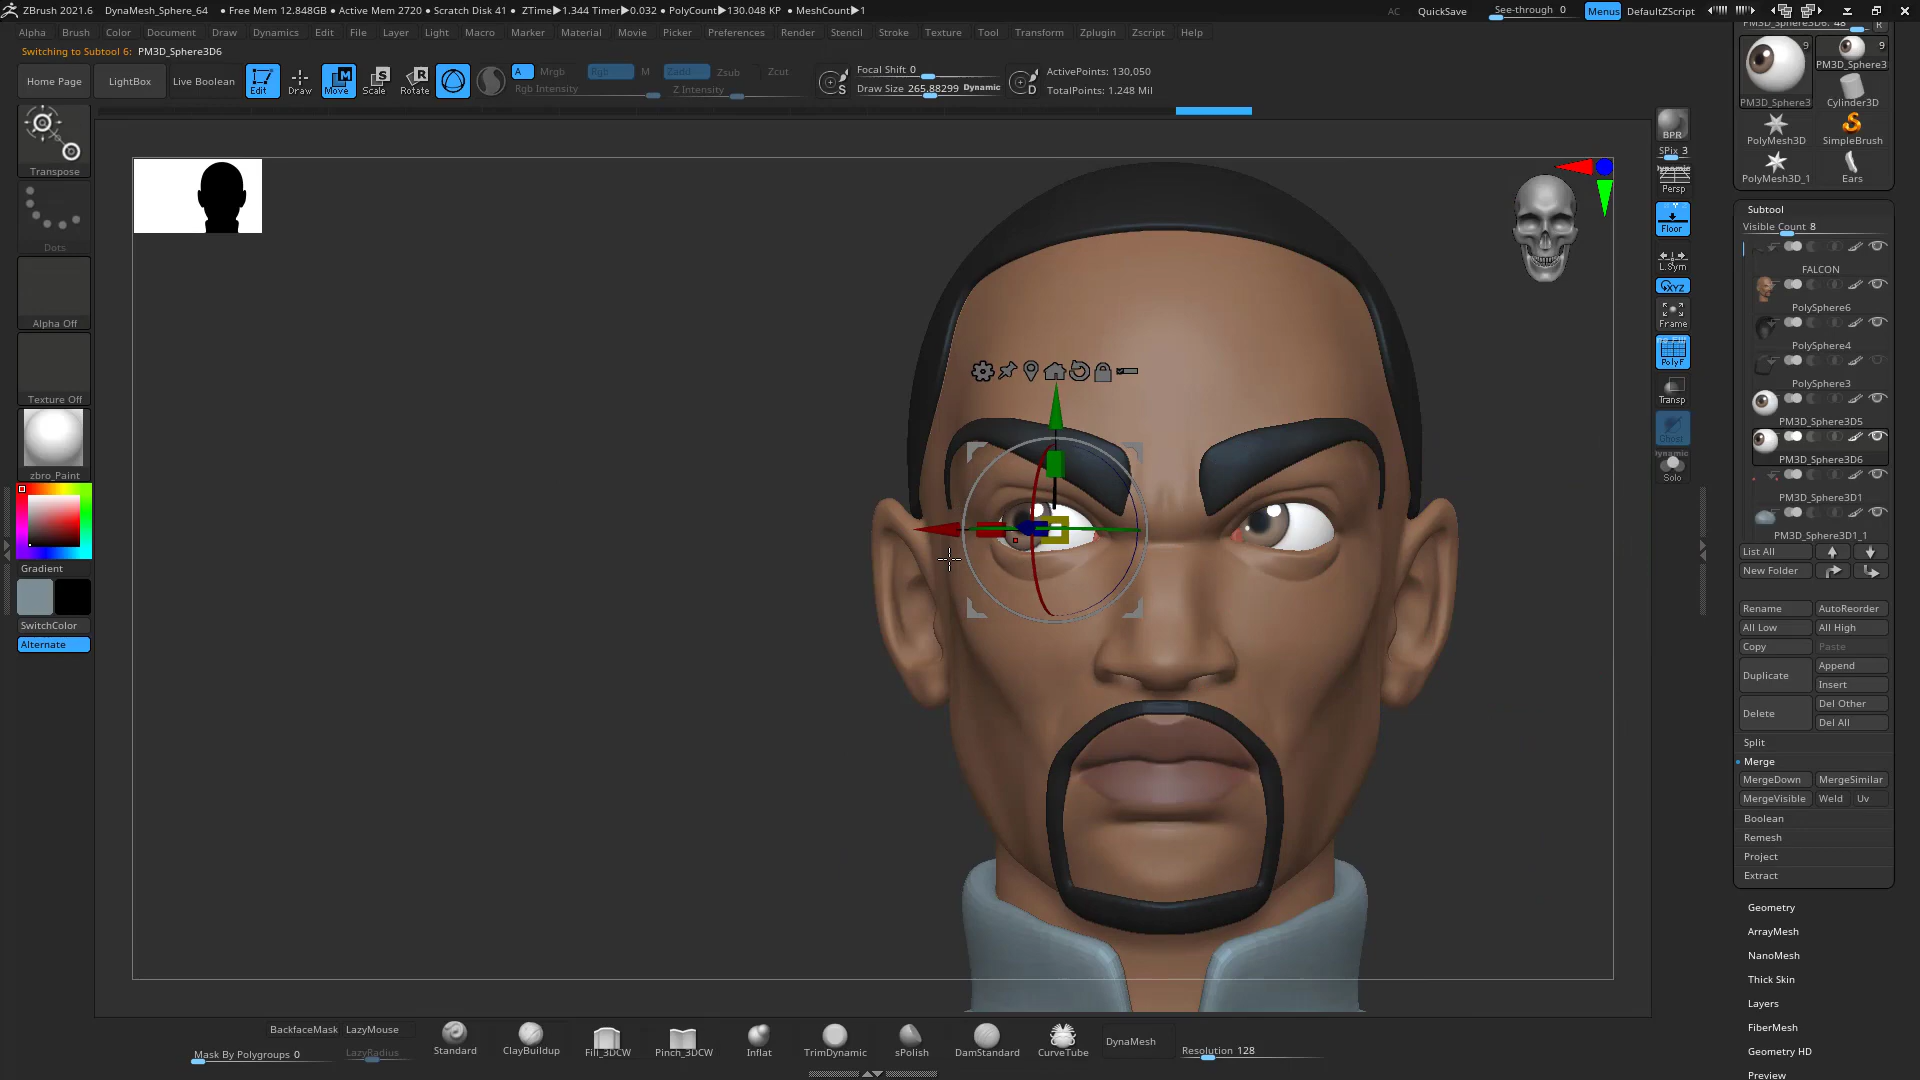 ZBrush 2021.6 DynaMesh_Sphere_64 ● Free Mem 12.848GB ● Active Mem 2720 ● Scratch Disk 41 ● ZTime▶1.344 Timer▶0.032 ● PolyCount▶130.048 KP ● MeshCount▶1 AC QuickSave See-through 0 Menus DefaultZScript
Alpha Brush Color Document Draw Dynamics Edit File Layer Light Macro Marker Material Movie Picker Preferences Render Stencil Stroke Texture Tool Transform Zplugin Zscript Help
Switching to Subtool 6: PM3D_Sphere3D6
Home Page LightBox Live Boolean Edit Draw Move Scale Rotate A Mrgb Rgb M Zadd Zsub Zcut
Rgb Intensity Z Intensity
S Focal Shift 0
Draw Size 265.88299 Dynamic D
ActivePoints: 130,050
TotalPoints: 1.248 Mil
Transpose
Dots
Alpha Off
Texture Off
zbro_Paint
Gradient
SwitchColor
Alternate
BPR
SPix 3
Dynamic
Persp
Floor
L.Sym
XYZ
Frame
PolyF
Transp
Ghost
Dynamic
Solo
PM3D_Sphere3D6. 48 R
9 9
PM3D_Sphere3
PM3D_Sphere3 Cylinder3D
PolyMesh3D SimpleBrush
PolyMesh3D_1 Ears
Subtool
Visible Count 8
FALCON
PolySphere6
PolySphere4
PolySphere3
PM3D_Sphere3D5
PM3D_Sphere3D6
PM3D_Sphere3D1
PM3D_Sphere3D1_1
List All
New Folder
Rename AutoReorder
All Low All High
Copy Paste
Duplicate Append
Insert
Delete Del Other
Del All
Split
Merge
MergeDown MergeSimilar
MergeVisible Weld Uv
Boolean
Remesh
Project
Extract
Geometry
ArrayMesh
NanoMesh
Thick Skin
Layers
FiberMesh
Geometry HD
Preview
BackfaceMask LazyMouse
Mask By Polygroups 0 LazyRadius
Standard ClayBuildup Fill_3DCW Pinch_3DCW Inflat TrimDynamic sPolish DamStandard CurveTube DynaMesh Resolution 128